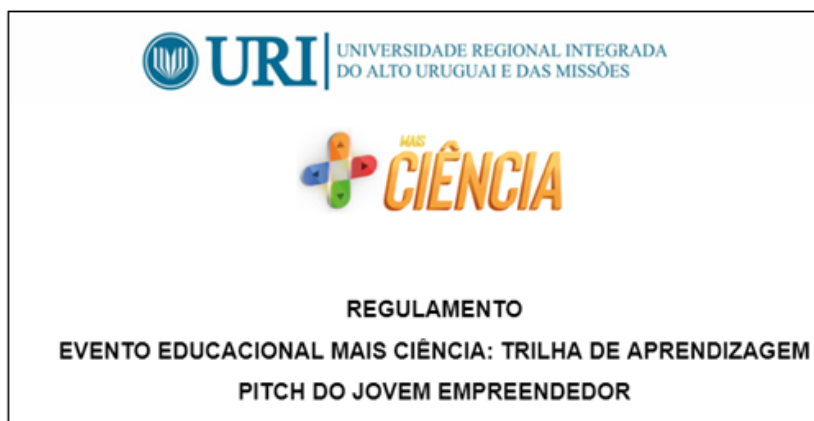 URI UNIVERSIDADE REGIONAL INTEGRADA
DO ALTO URUGUAI E DAS MISSÕES
MAIS
CIÊNCIA
REGULAMENTO
EVENTO EDUCACIONAL MAIS CIÊNCIA: TRILHA DE APRENDIZAGEM
PITCH DO JOVEM EMPREENDEDOR